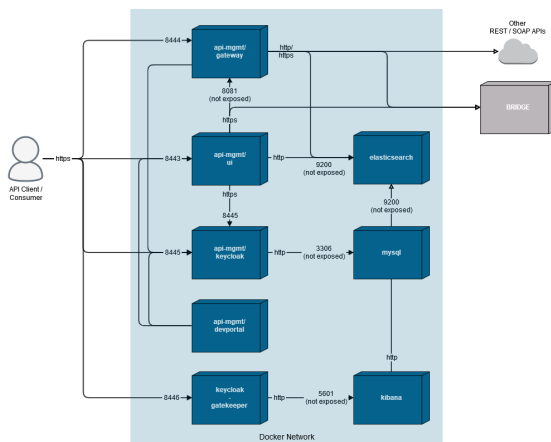 Other
REST / SOAP APIs
8444
api-mgmt/
gateway
http/
https
8081
(not exposed)
BRIDGE
https
API Client /
Consumer
https
8443
api-mgmt/
ui
http
9200
(not exposed)
elasticsearch
https
8445
9200
(not exposed)
8445
api-mgmt/
keycloak
http
3306
(not exposed)
mysql
api-mgmt/
devportal
http
8446
keycloak
-
gatekeeper
http
5601
(not exposed)
kibana
Docker Network